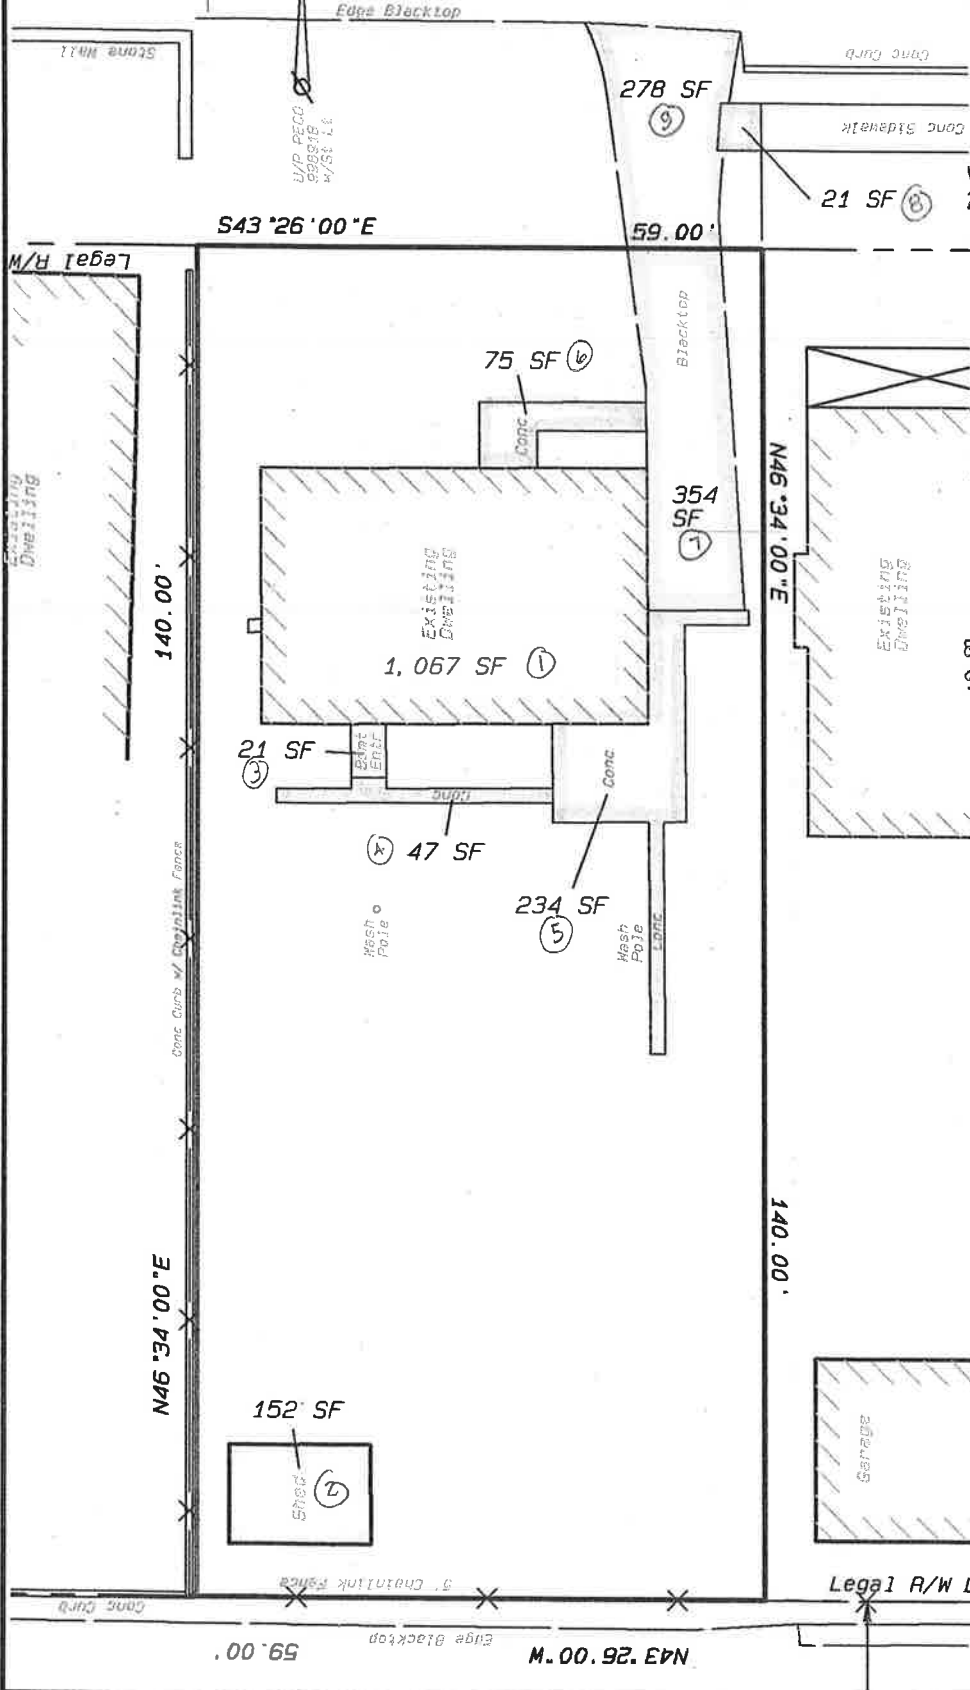 Edge Blacktop
Stone Wall
Conc Curb
278 SF
9
U/P PECO
W/St Lt
Conc Sidewalk
21 SF 8
S43°26'00"E
59.00'
Legal R/W
Blacktop
75 SF 6
Conc
N46°34'00"E
354
SF
7
Existing
Dwelling
Existing
Dwelling
Existing
Dwelling
140.00'
1,067 SF 1
21 SF
3
Bsmt
Entr
Conc
Conc
4 47 SF
Conc Curb w/ Chainlink Fence
234 SF
5
Wash
Pole
Wash
Pole
Conc
140.00'
N46°34'00"E
152 SF
Shed
2
Garage
5' Chainlink Fence
Legal R/W L
Conc Curb
Edge Blacktop
59.00'
N43°26'00"W